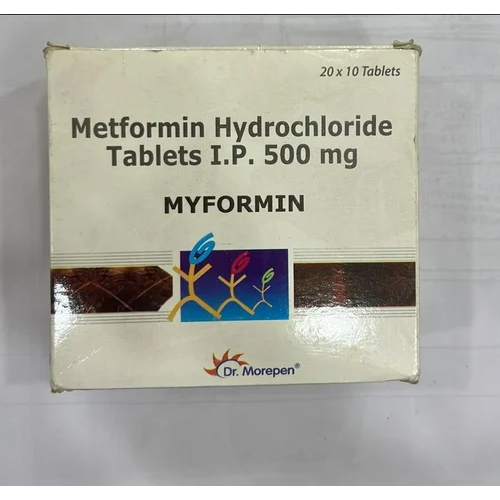 20 x 10 Tablets
Metformin Hydrochloride
Tablets I.P. 500 mg
MYFORMIN
Dr. Morepen®